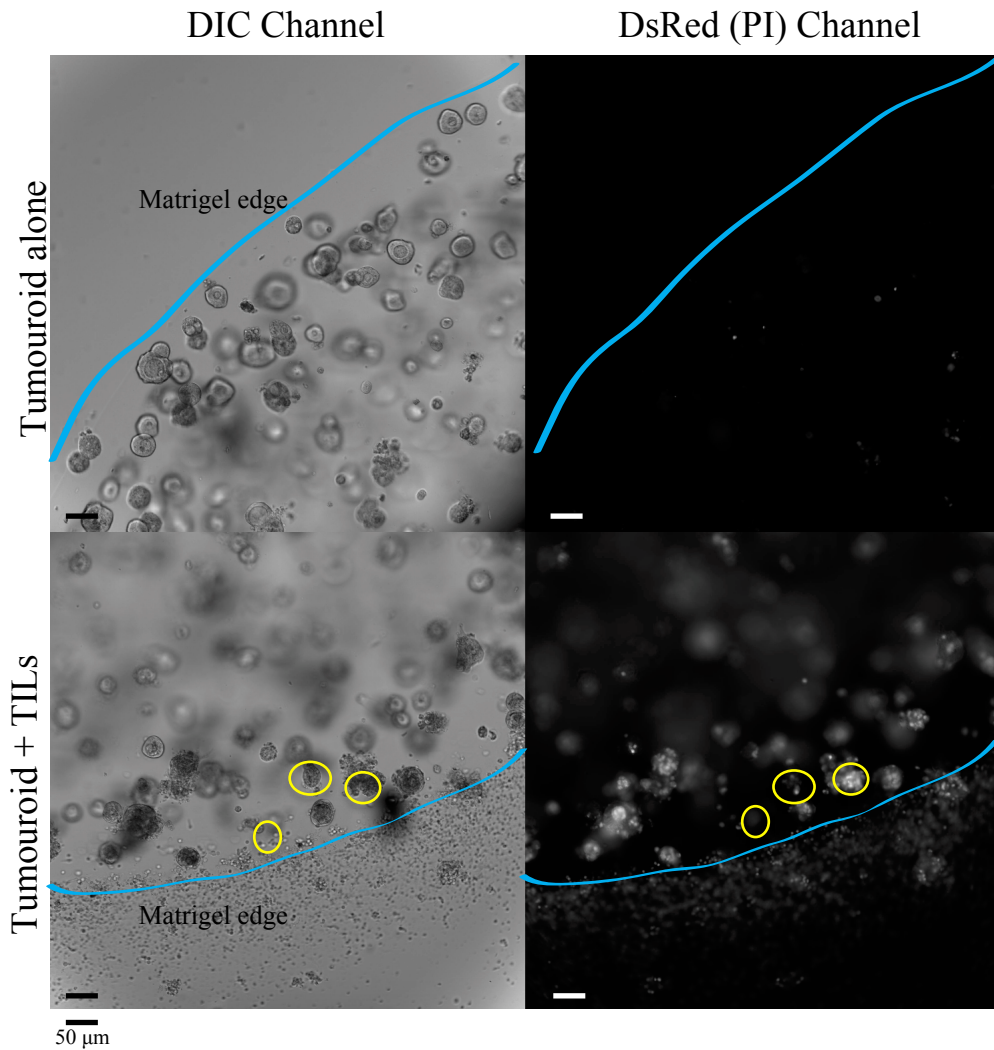 DIC Channel
DsRed (PI) Channel
Tumouroid alone
Matrigel edge
Tumouroid + TILs
Matrigel edge
50 μm